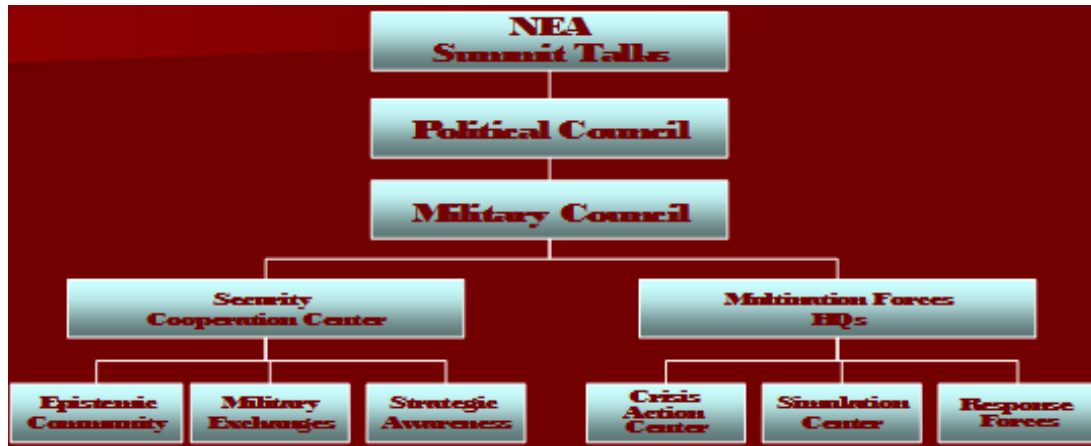 NEA
Summit Talks
Political Council
Military Council
Security
Cooperation Center
Multination Forces
HQs
Epistemic
Community
Military
Exchanges
Strategic
Awareness
Crisis
Action
Center
Simulation
Center
Response
Forces